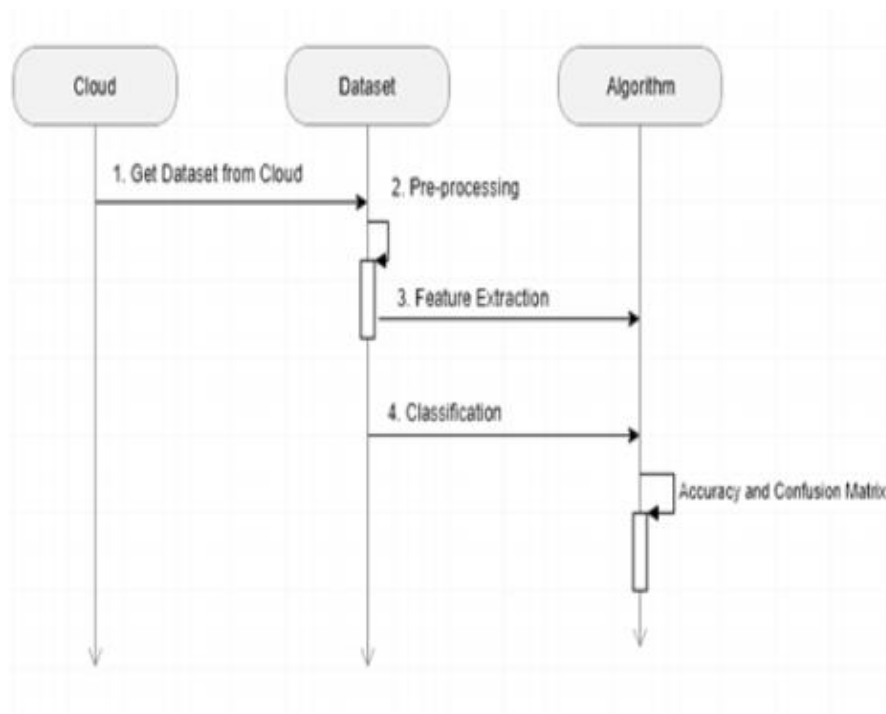 Cloud
Dataset
Algorithm
1. Get Dataset from Cloud
2. Pre-processing
3. Feature Extraction
4. Classification
Accuracy and Confusion Matrix